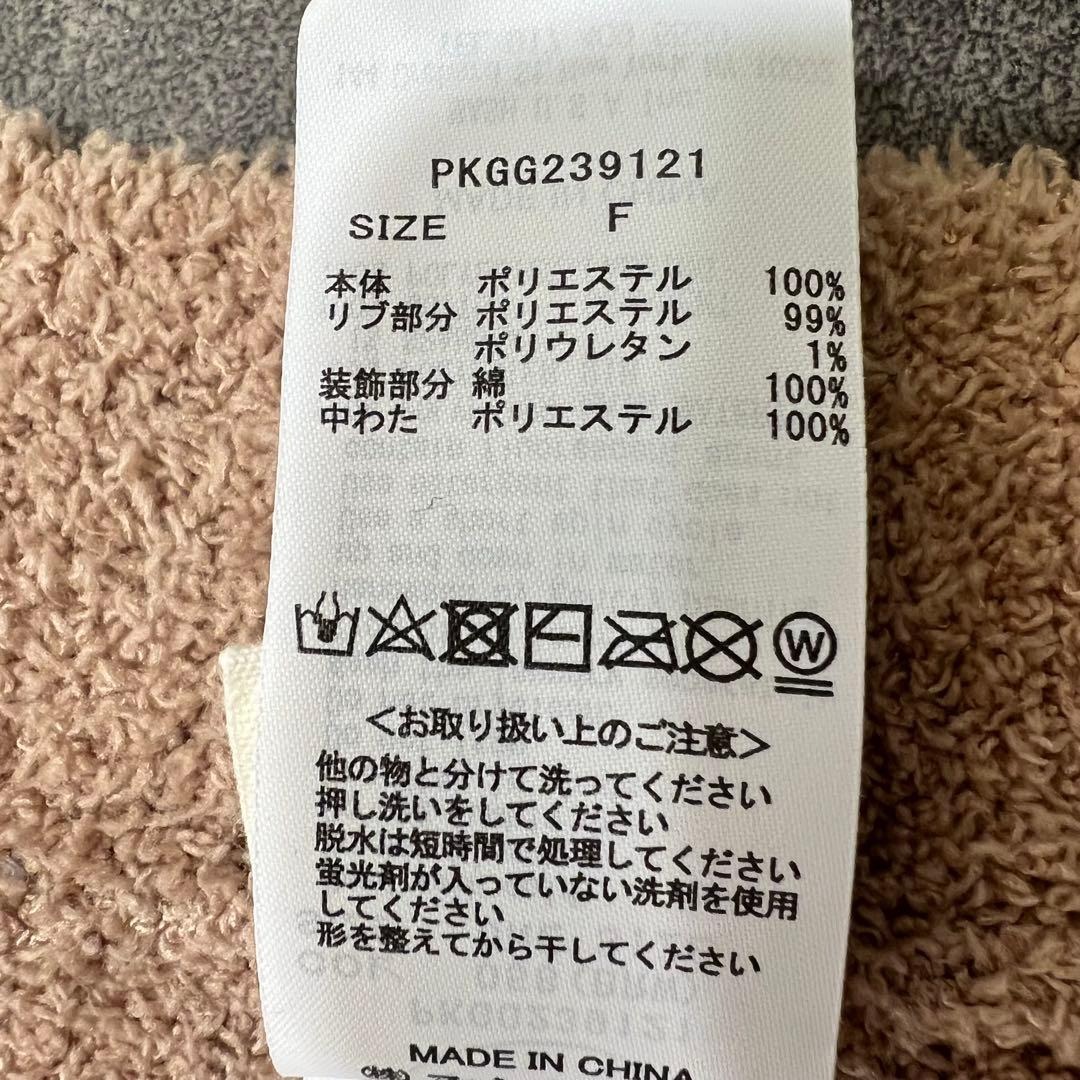 PKGG239121
SIZE F
本体 ポリエステル 100%
リブ部分 ポリエステル 99%
ポリウレタン 1%
装飾部分 綿 100%
中わた ポリエステル 100%
W
<お取り扱い上のご注意>
他の物と分けて洗ってください
押し洗いをしてください
脱水は短時間で処理してください
蛍光剤が入っていない洗剤を使用
してください
形を整えてから干してください
MADE IN CHINA